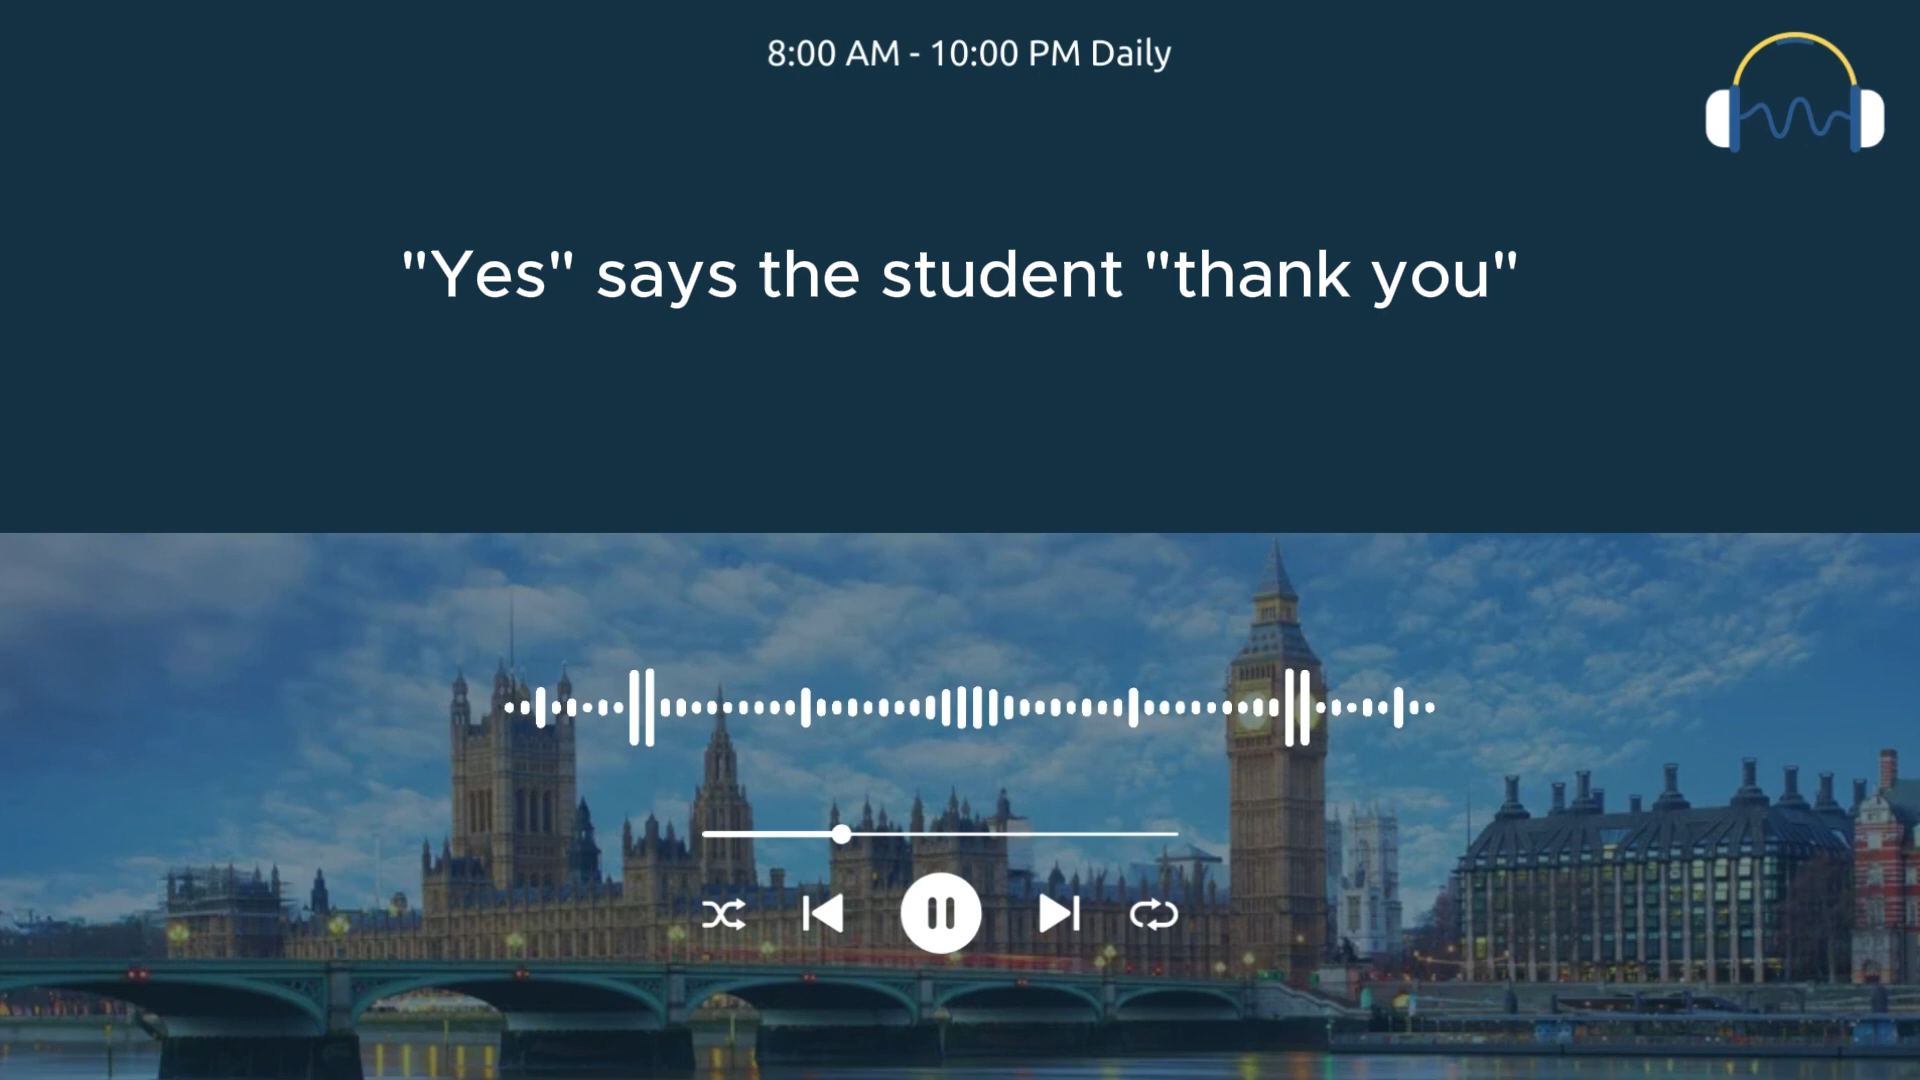 8:00 AM - 10:00 PM Daily
"Yes" says the student "thank you"